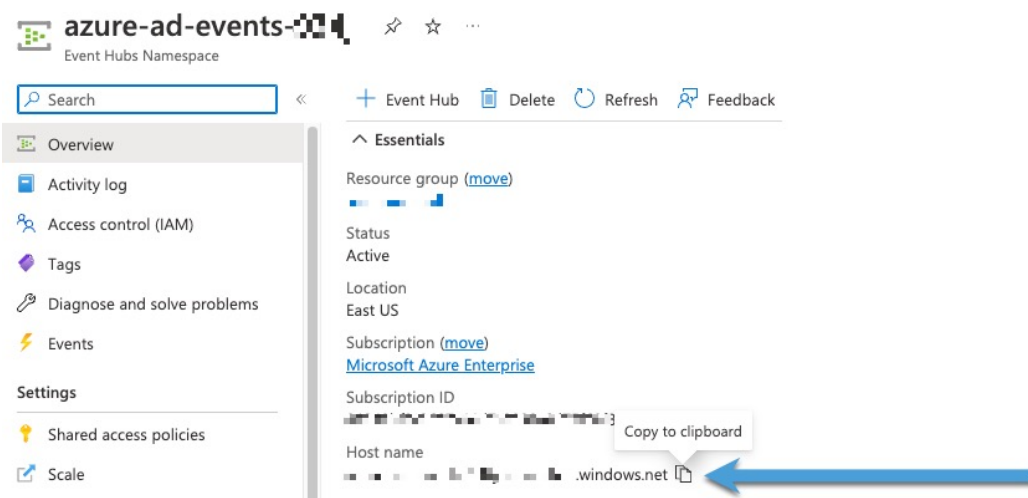 azure-ad-events-
Event Hubs Namespace
Search
«
Overview
Activity log
Access control (IAM)
Tags
Diagnose and solve problems
Events
Settings
Shared access policies
Scale
Event Hub
Delete
Refresh
Feedback
Essentials
Resource group (move)
Status
Active
Location
East US
Subscription (move)
Microsoft Azure Enterprise
Subscription ID
Copy to clipboard
Host name
.windows.net